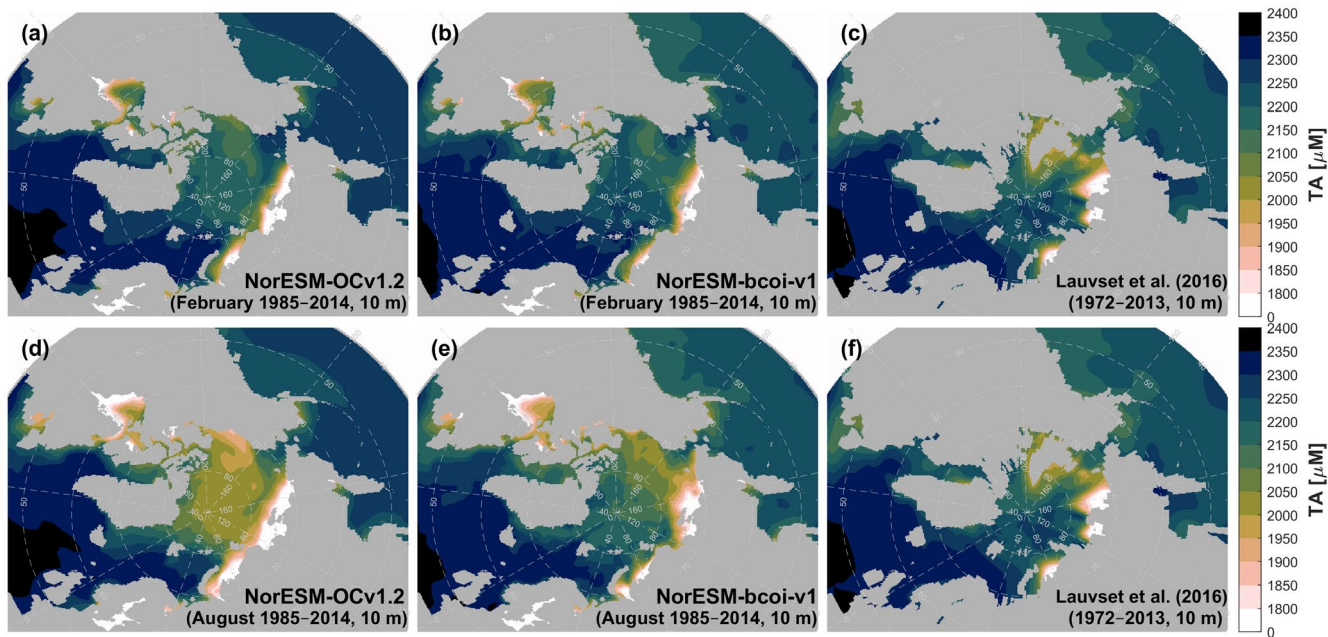 (a)
NorESM-OCv1.2
(February 1985–2014, 10 m)
(b)
NorESM-bcoi-v1
(February 1985–2014, 10 m)
(c)
Lauvset et al. (2016)
(1972–2013, 10 m)
2400
2350
2300
2250
2200
2150
2100
2050
2000
1950
1900
1850
1800
0
TA [μM]
(d)
NorESM-OCv1.2
(August 1985–2014, 10 m)
(e)
NorESM-bcoi-v1
(August 1985–2014, 10 m)
(f)
Lauvset et al. (2016)
(1972–2013, 10 m)
2400
2350
2300
2250
2200
2150
2100
2050
2000
1950
1900
1850
1800
0
TA [μM]